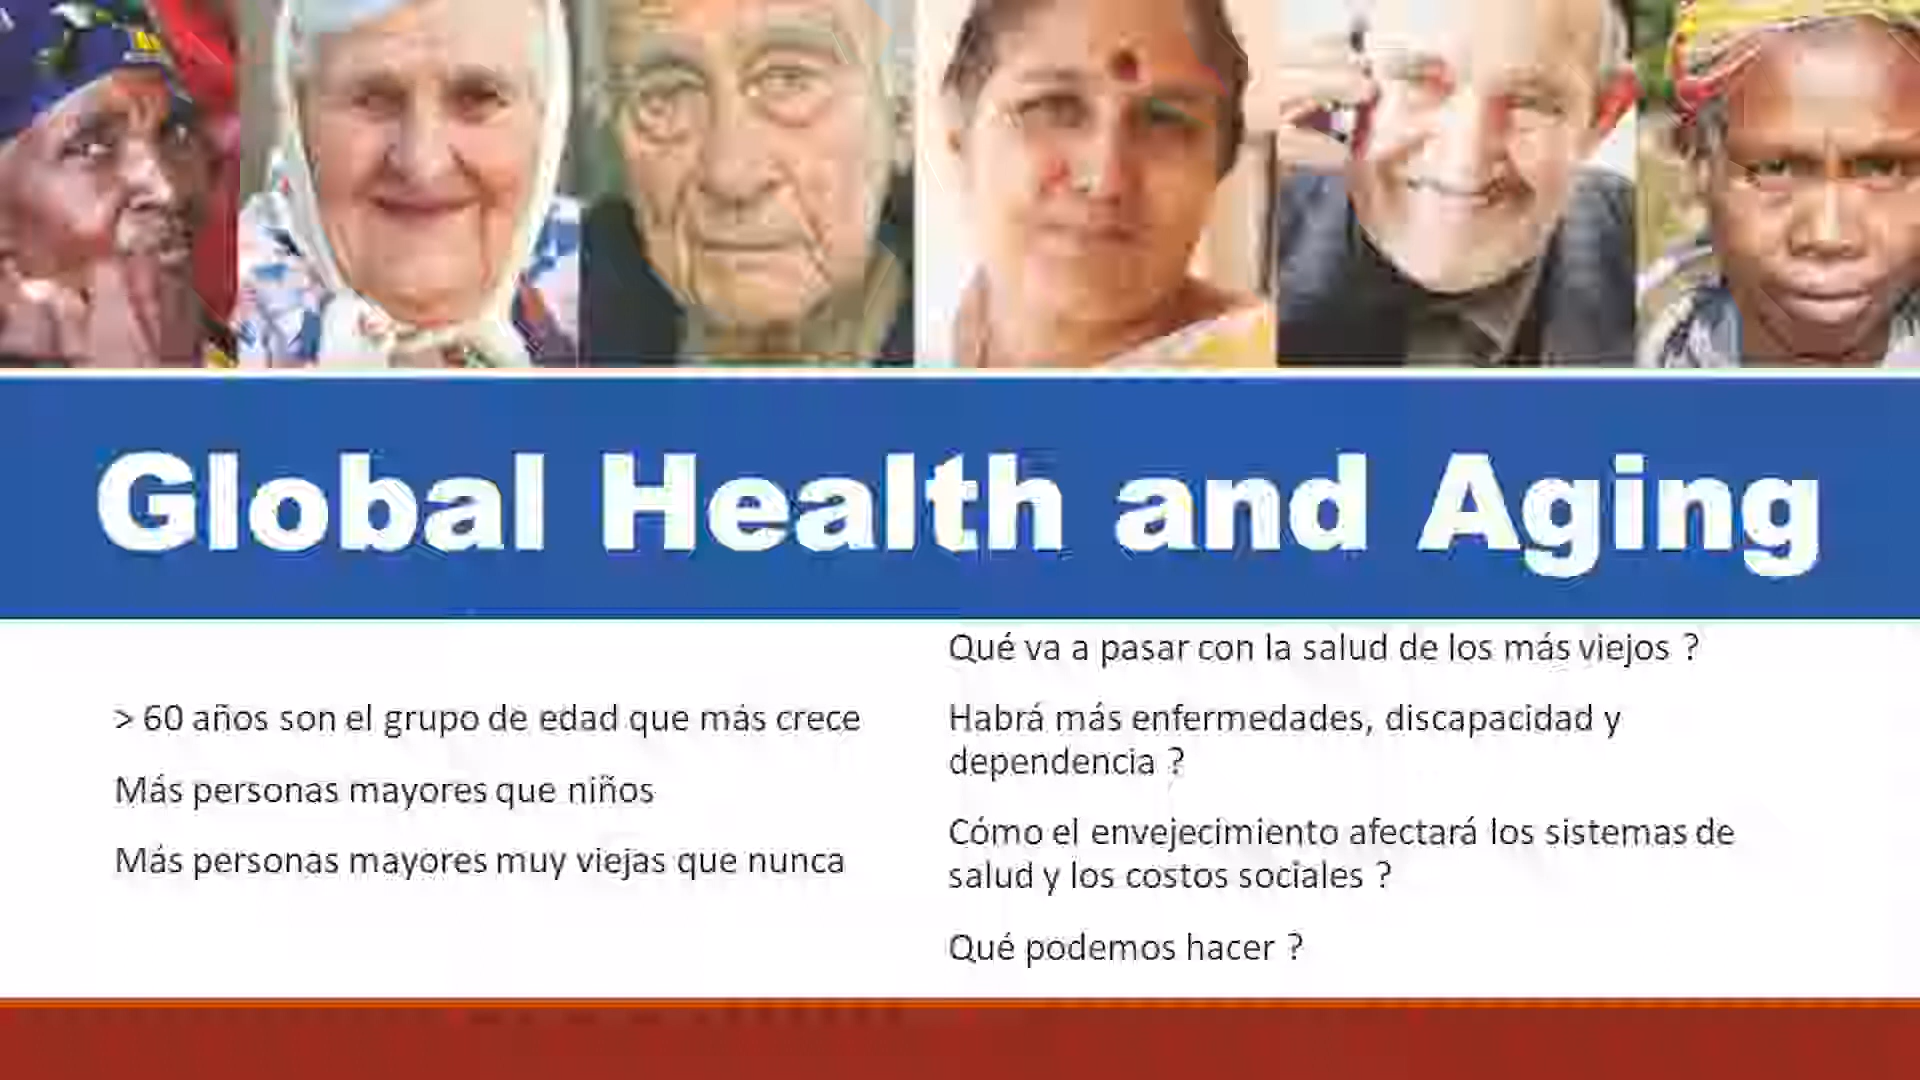 Global Health and Aging
> 60 años son el grupo de edad que más crece
Más personas mayores que niños
Más personas mayores muy viejas que nunca
Qué va a pasar con la salud de los más viejos ?
Habrá más enfermedades, discapacidad y
dependencia ?
Cómo el envejecimiento afectará los sistemas de
salud y los costos sociales ?
Qué podemos hacer ?